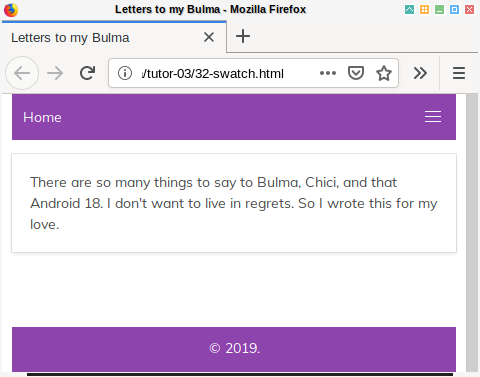 Letters to my Bulma - Mozilla Firefox
Letters to my Bulma
/tutor-03/32-swatch.html
Home
There are so many things to say to Bulma, Chici, and that
Android 18. I don't want to live in regrets. So I wrote this for my
love.
© 2019.